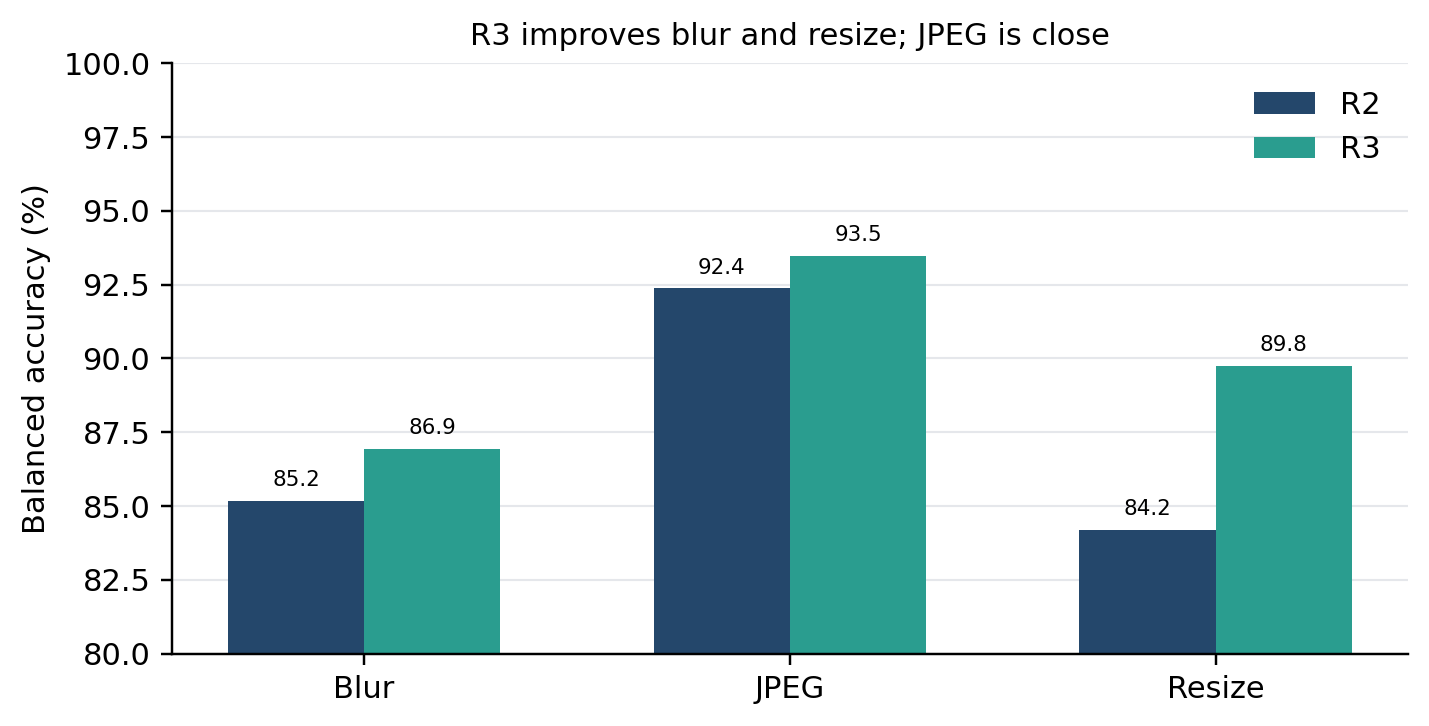 R3 improves blur and resize; JPEG is close
100.0
97.5
95.0
92.5
90.0
87.5
85.0
82.5
80.0
Balanced accuracy (%)
R2
R3
85.2
86.9
92.4
93.5
84.2
89.8
Blur
JPEG
Resize